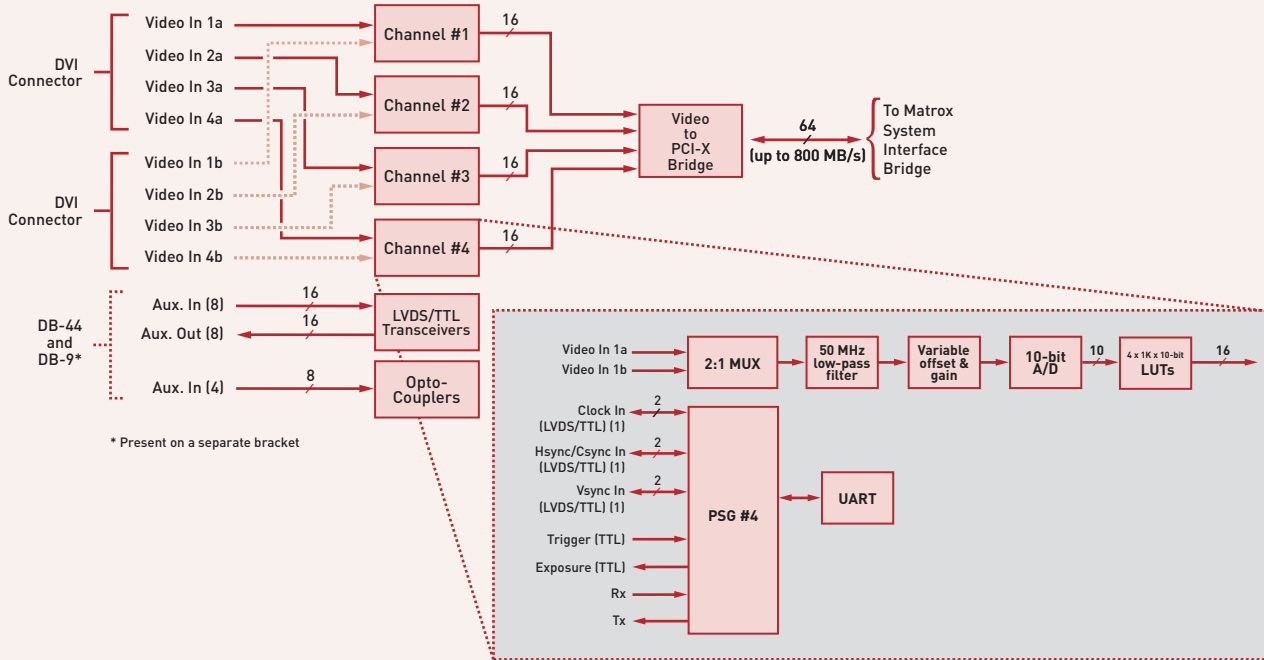 DVI
Connector
Video In 1a
Video In 2a
Video In 3a
Video In 4a
DVI
Connector
Video In 1b
Video In 2b
Video In 3b
Video In 4b
Channel #1
16
Channel #2
16
Channel #3
16
Channel #4
16
Video
to
PCI-X
Bridge
64
(up to 800 MB/s)
To Matrox
System
Interface
Bridge
DB-44
and
DB-9*
Aux. In (8)
16
Aux. Out (8)
16
LVDS/TTL
Transceivers
Aux. In (4)
8
Opto-
Couplers
* Present on a separate bracket
Video In 1a
Video In 1b
2:1 MUX
50 MHz
low-pass
filter
Variable
offset &
gain
10-bit
A/D
10
4 x 1K x 10-bit
LUTs
16
Clock In
(LVDS/TTL) (1)
2
Hsync/Csync In
(LVDS/TTL) (1)
2
Vsync In
(LVDS/TTL) (1)
2
Trigger (TTL)
Exposure (TTL)
Rx
Tx
PSG #4
UART